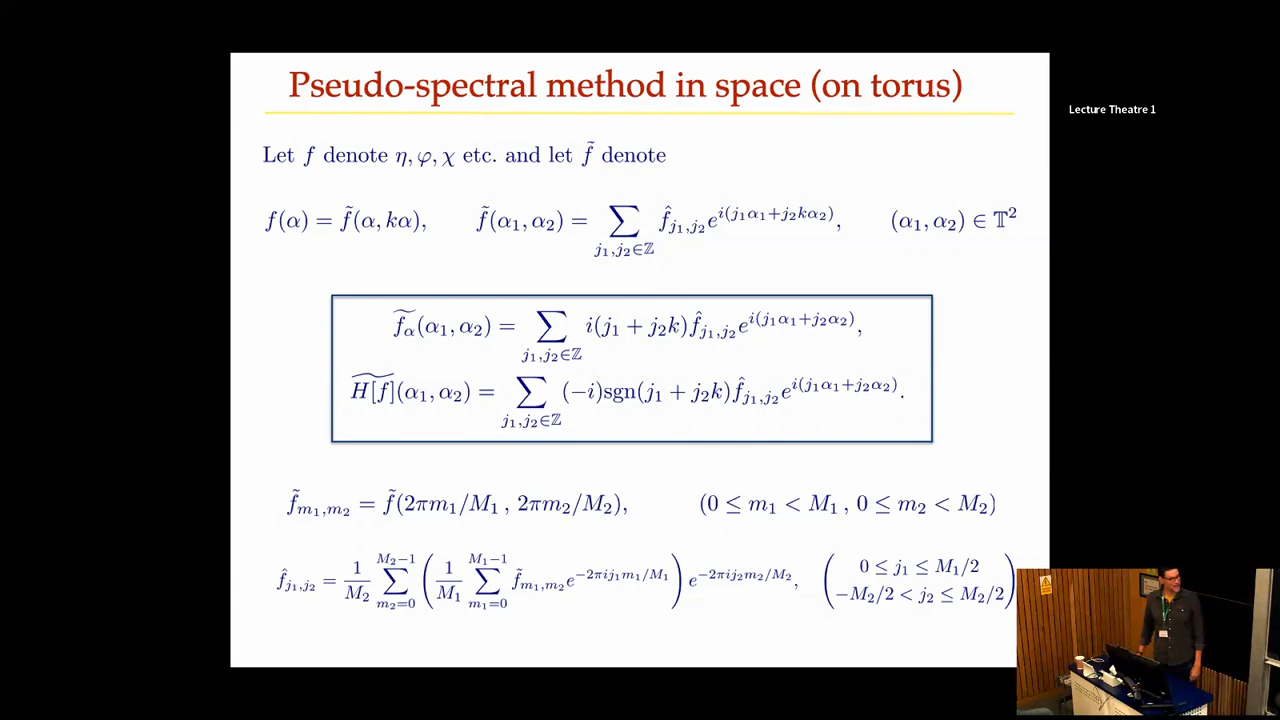 Pseudo-spectral method in space (on torus)
Lecture Theatre 1
Let f denote η, φ, χ etc. and let f̃ denote
f(α) = f̃(α, kα), f̃(α₁, α₂) = ∑_{j₁,j₂∈ℤ} f̂_{j₁,j₂} e^{i(j₁α₁+j₂kα₂)}, (α₁, α₂) ∈ 𝕋²
f̃_α(α₁, α₂) = ∑_{j₁,j₂∈ℤ} i(j₁ + j₂k) f̂_{j₁,j₂} e^{i(j₁α₁+j₂α₂)},
H̃[f](α₁, α₂) = ∑_{j₁,j₂∈ℤ} (−i)sgn(j₁ + j₂k) f̂_{j₁,j₂} e^{i(j₁α₁+j₂α₂)}.
f̃_{m₁,m₂} = f̃(2πm₁/M₁ , 2πm₂/M₂), (0 ≤ m₁ < M₁ , 0 ≤ m₂ < M₂)
f̂_{j₁,j₂} = 1/M₂ ∑_{m₂=0}^{M₂−1} ( 1/M₁ ∑_{m₁=0}^{M₁−1} f̃_{m₁,m₂} e^{−2πij₁m₁/M₁} ) e^{−2πij₂m₂/M₂}, ( 0 ≤ j₁ ≤ M₁/2
−M₂/2 < j₂ ≤ M₂/2 )